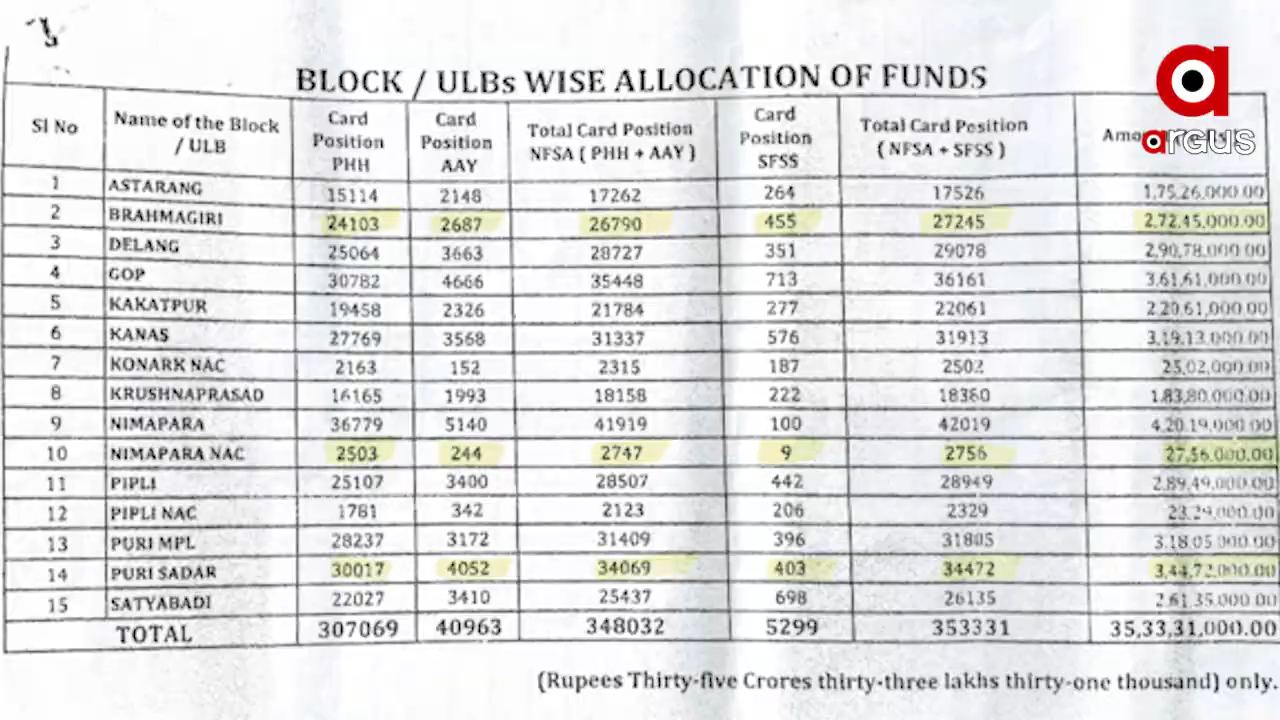 BLOCK / ULBs WISE ALLOCATION OF FUNDS
argus
Sl No Name of the Block / ULB Card Position PHH Card Position AAY Total Card Position NFSA ( PHH + AAY ) Card Position SFSS Total Card Position ( NFSA + SFSS )
1 ASTARANG 15114 2148 17262 264 17526 1,75,26,000.00
2 BRAHMAGIRI 24103 2687 26790 455 27245 2,72,45,000.00
3 DELANG 25064 3663 28727 351 29078 2,90,78,000.00
4 GOP 30782 4666 35448 713 36161 3,61,61,000.00
5 KAKATPUR 19458 2326 21784 277 22061 2,20,61,000.00
6 KANAS 27769 3568 31337 576 31913 3,19,13,000.00
7 KONARK NAC 2163 152 2315 187 2502 25,02,000.00
8 KRUSHNAPRASAD 16165 1993 18158 222 18380 1,83,80,000.00
9 NIMAPARA 36779 5140 41919 100 42019 4,20,19,000.00
10 NIMAPARA NAC 2503 244 2747 9 2756 27,56,000.00
11 PIPLI 25107 3400 28507 442 28949 2,89,49,000.00
12 PIPLI NAC 1781 342 2123 206 2329 23,29,000.00
13 PURI MPL 28237 3172 31409 396 31805 3,18,05,000.00
14 PURI SADAR 30017 4052 34069 403 34472 3,44,72,000.00
15 SATYABADI 22027 3410 25437 698 26135 2,61,35,000.00
TOTAL 307069 40963 348032 5299 353331 35,33,31,000.00
(Rupees Thirty-five Crores thirty-three lakhs thirty-one thousand) only.